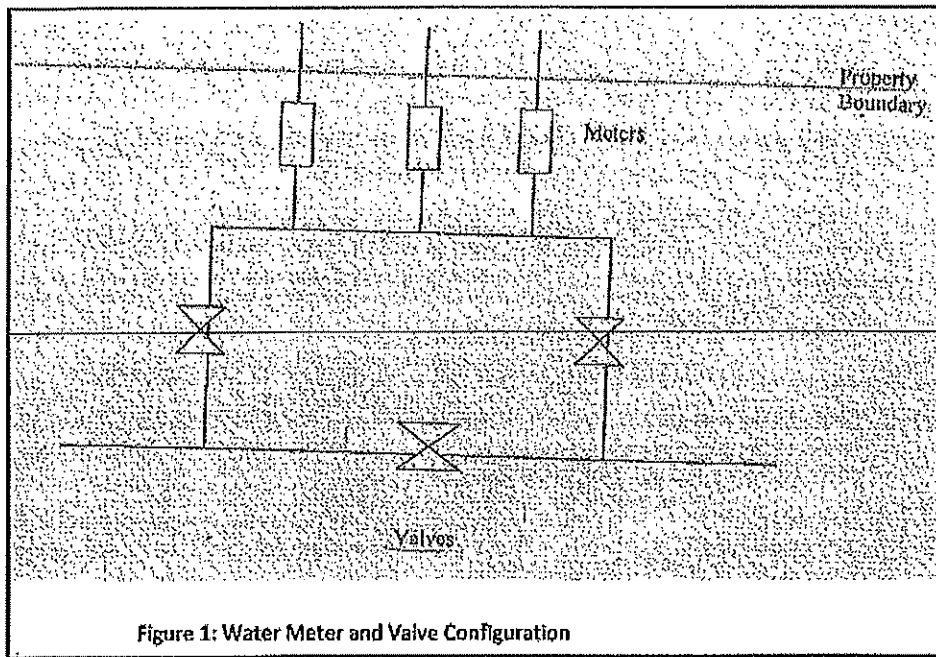 Property
Boundary
Meters
Valves
Figure 1: Water Meter and Valve Configuration